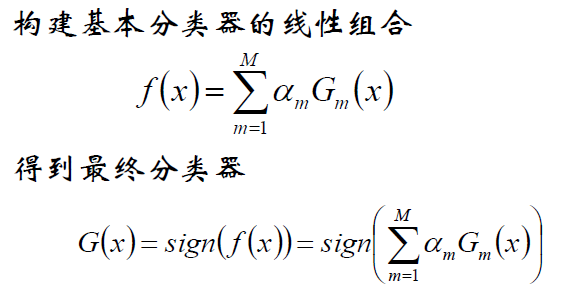 构建基本分类器的线性组合
f(x)=∑_{m=1}^{M} α_m G_m(x)
得到最终分类器
G(x)=sign(f(x))=sign(∑_{m=1}^{M} α_m G_m(x))